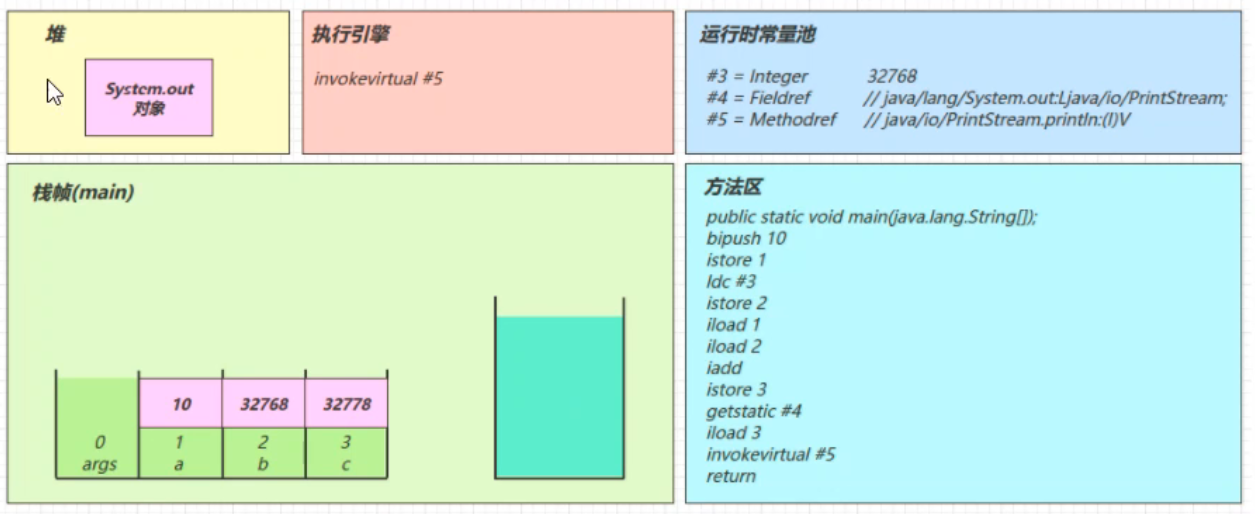 堆
System.out
对象
执行引擎
invokevirtual #5
运行时常量池
#3 = Integer 32768
#4 = Fieldref // java/lang/System.out:Ljava/io/PrintStream;
#5 = Methodref // java/io/PrintStream.println:(I)V
栈帧(main)
10 32768 32778
0 1 2 3
args a b c
方法区
public static void main(java.lang.String[]);
bipush 10
istore 1
ldc #3
istore 2
iload 1
iload 2
iadd
istore 3
getstatic #4
iload 3
invokevirtual #5
return